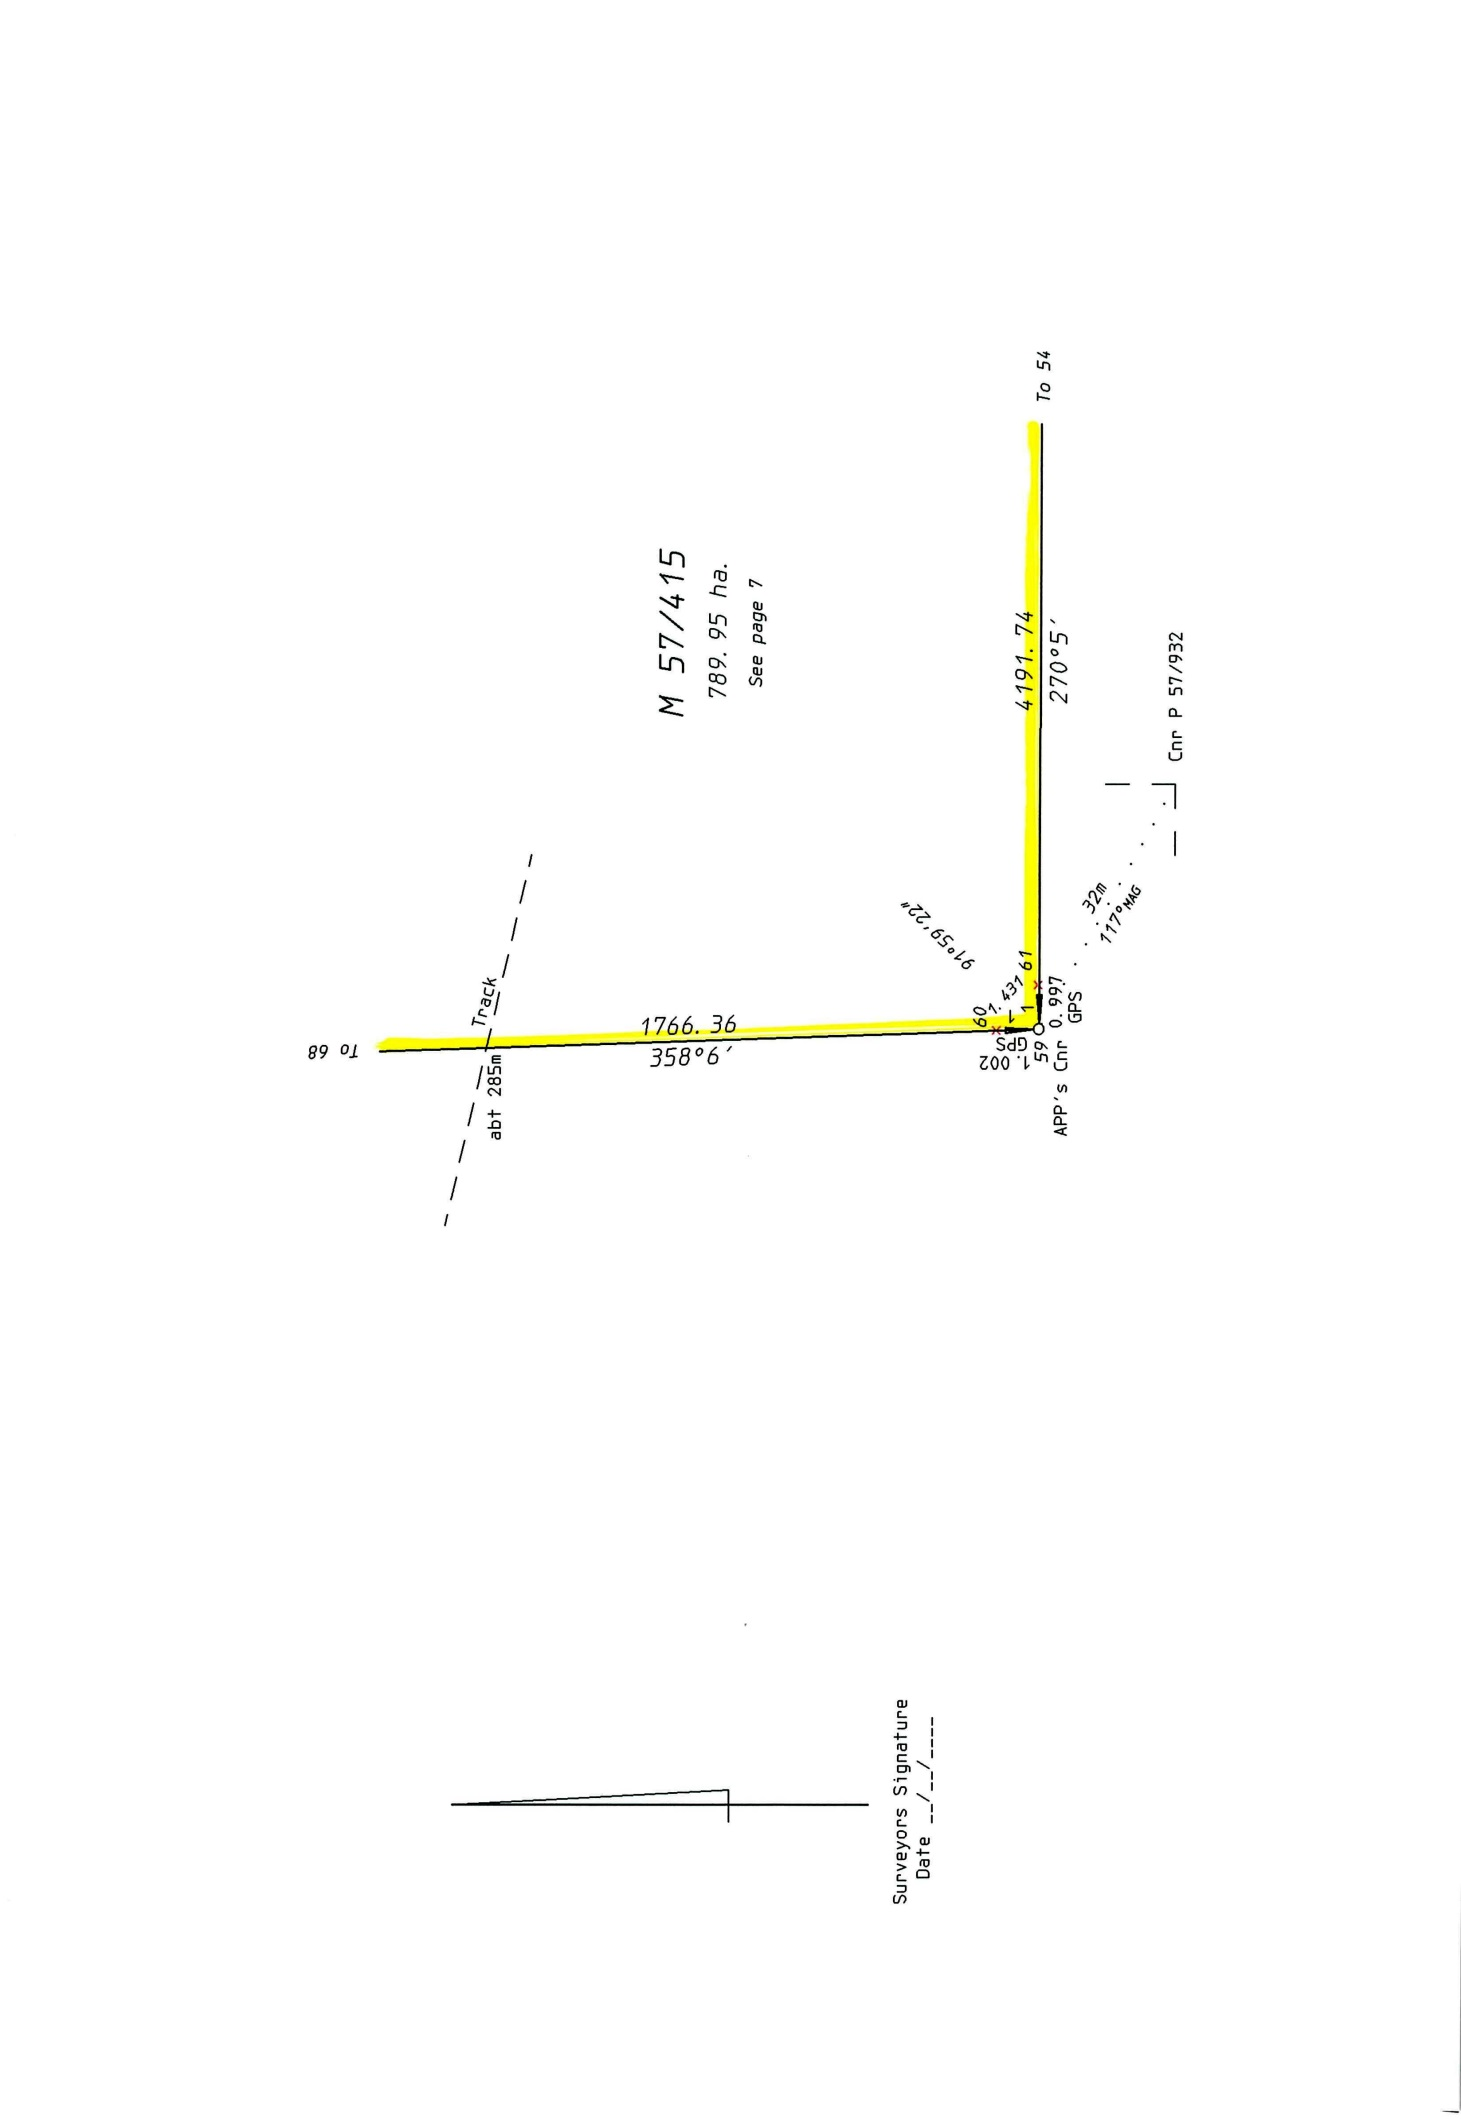 To 54
M 57/415
789.95 ha.
See page 7
4191.74
270°5'
Cnr P 57/932
91°59'22"
32m
117°MAG
Track
abt 285m
To 68
1766.36
358°6'
60
1.431
61
1.002
GPS
0.997
GPS
59
APP's Cnr
Surveyors Signature
Date __/__/____